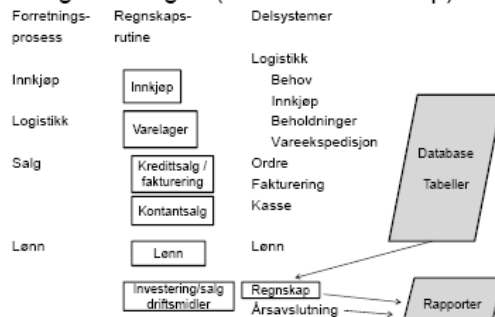 Forretnings- Regnskaps- Delsystemer
prosess rutine
Logistikk
Innkjøp Innkjøp Behov
Innkjøp
Logistikk Varelager Beholdninger
Vareekspedisjon
Database
Salg Kredittsalg / Ordre
fakturering Fakturering Tabeller
Kontantsalg Kasse
Lønn Lønn Lønn
Investering/salg Regnskap
driftsmidler Årsavslutning Rapporter